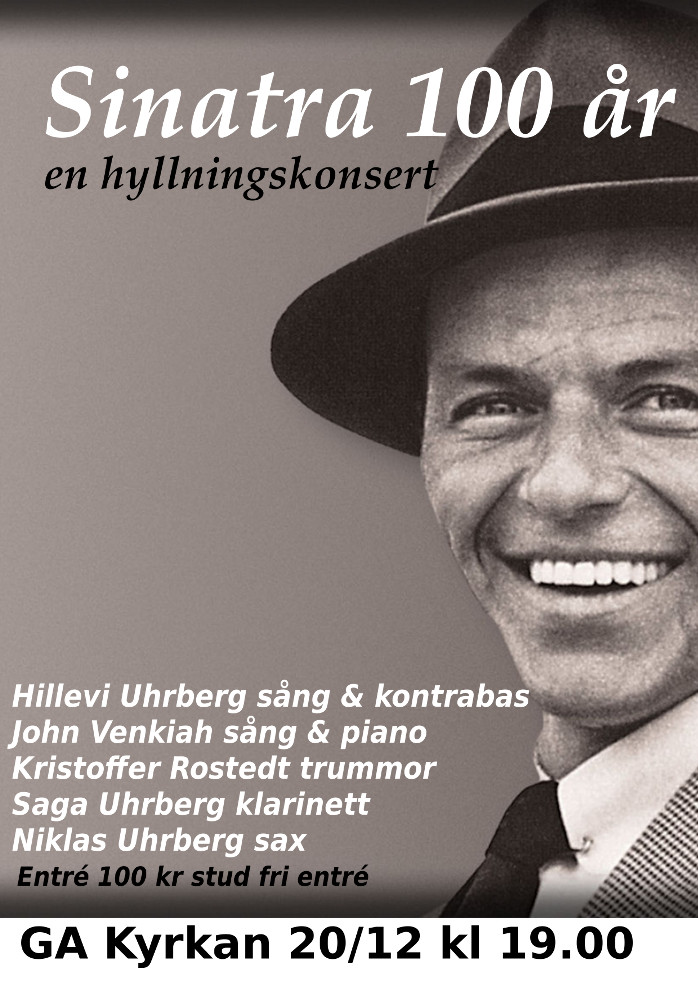 Sinatra 100 år
en hyllningskonsert
Hillevi Uhrberg sång & kontrabas
John Venkiah sång & piano
Kristoffer Rostedt trummor
Saga Uhrberg klarinett
Niklas Uhrberg sax
Entré 100 kr stud fri entré
GA Kyrkan 20/12 kl 19.00